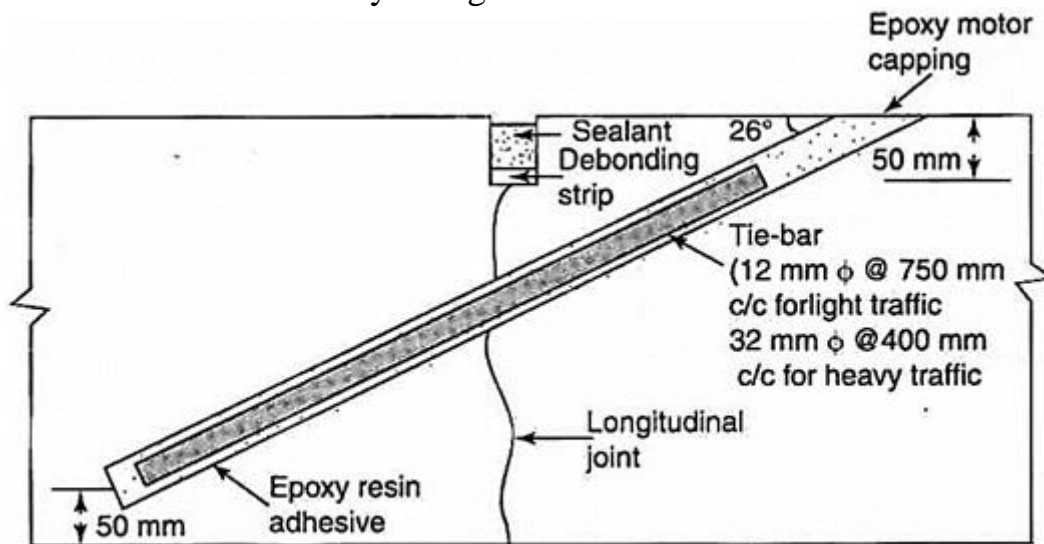 Epoxy motor
capping
Sealant
Debonding
strip
26°
50 mm
Tie-bar
(12 mm ϕ @ 750 mm
c/c forlight traffic
32 mm ϕ @400 mm
c/c for heavy traffic
Longitudinal
joint
Epoxy resin
adhesive
50 mm